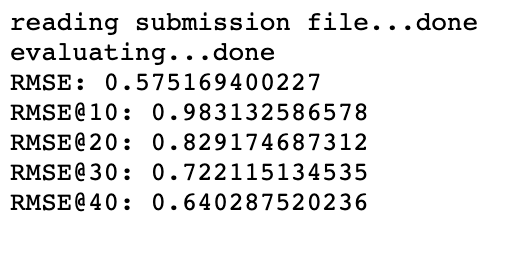 reading submission file...done
evaluating...done
RMSE: 0.575169400227
RMSE@10: 0.983132586578
RMSE@20: 0.829174687312
RMSE@30: 0.722115134535
RMSE@40: 0.640287520236